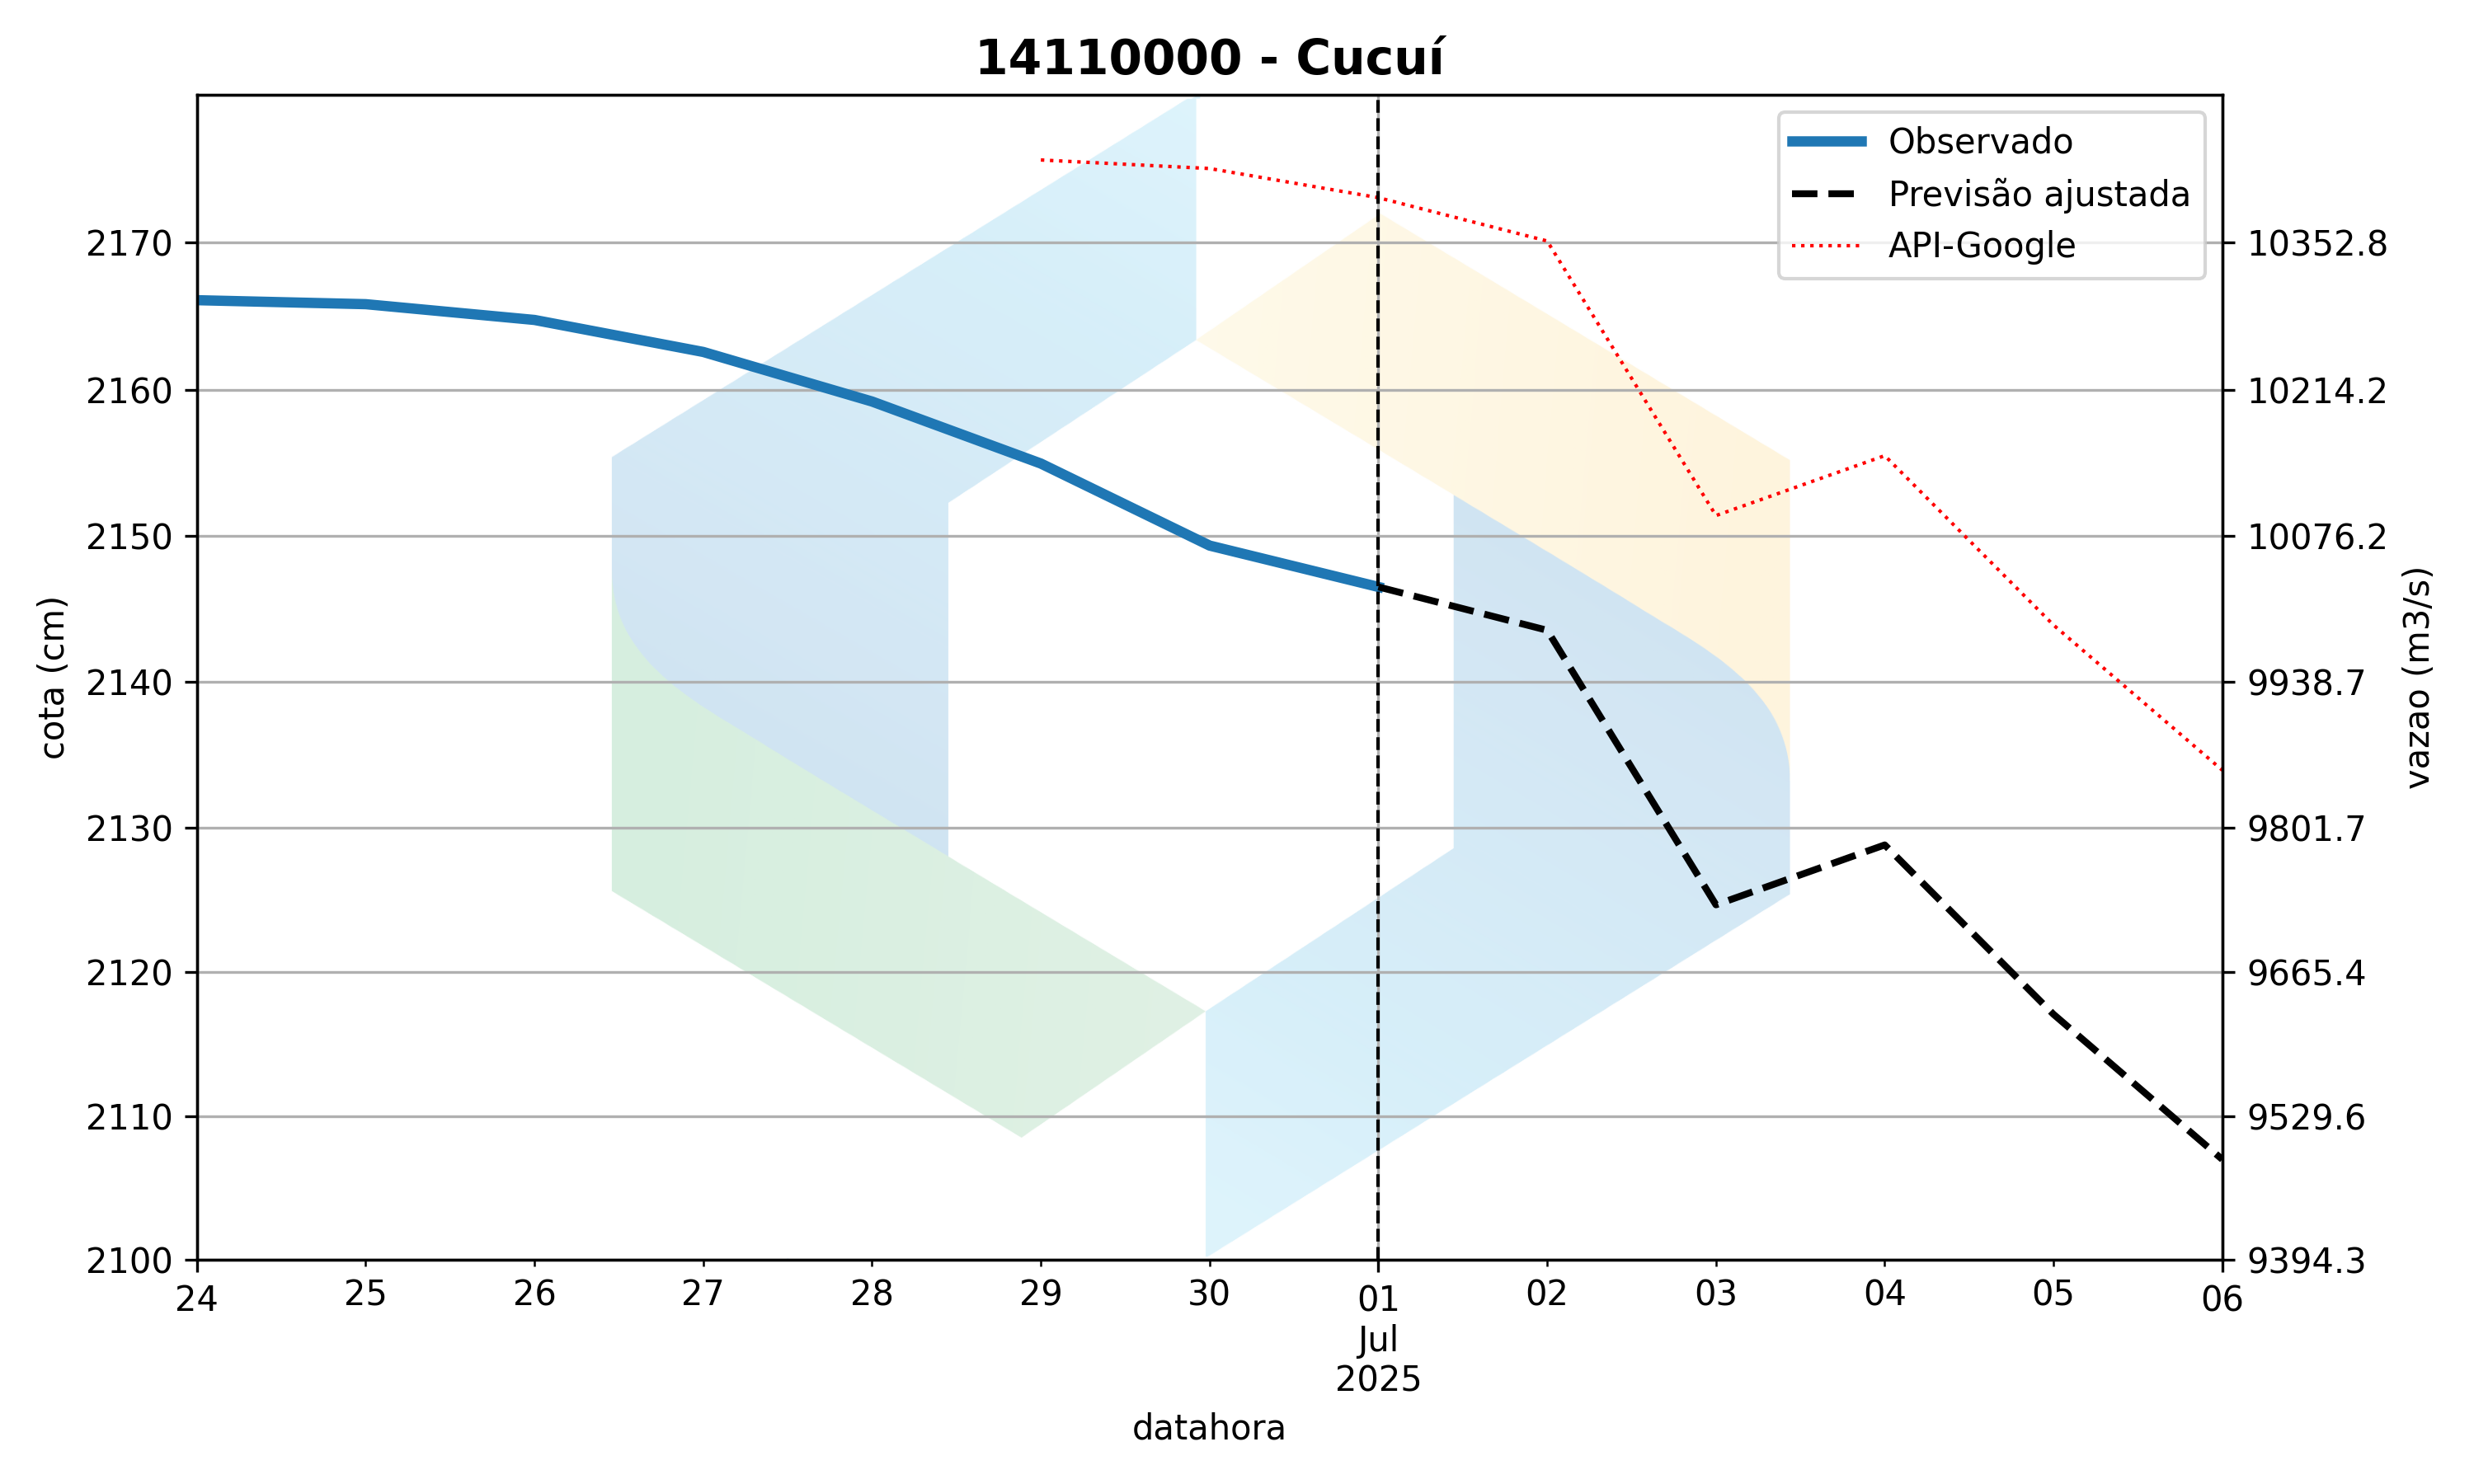 14110000 - Cucuí
Observado
Previsão ajustada
API-Google
2170
2160
2150
2140
2130
2120
2110
2100
cota (cm)
10352.8
10214.2
10076.2
9938.7
9801.7
9665.4
9529.6
9394.3
vazao (m3/s)
24 25 26 27 28 29 30 01 02 03 04 05 06
Jul
2025
datahora